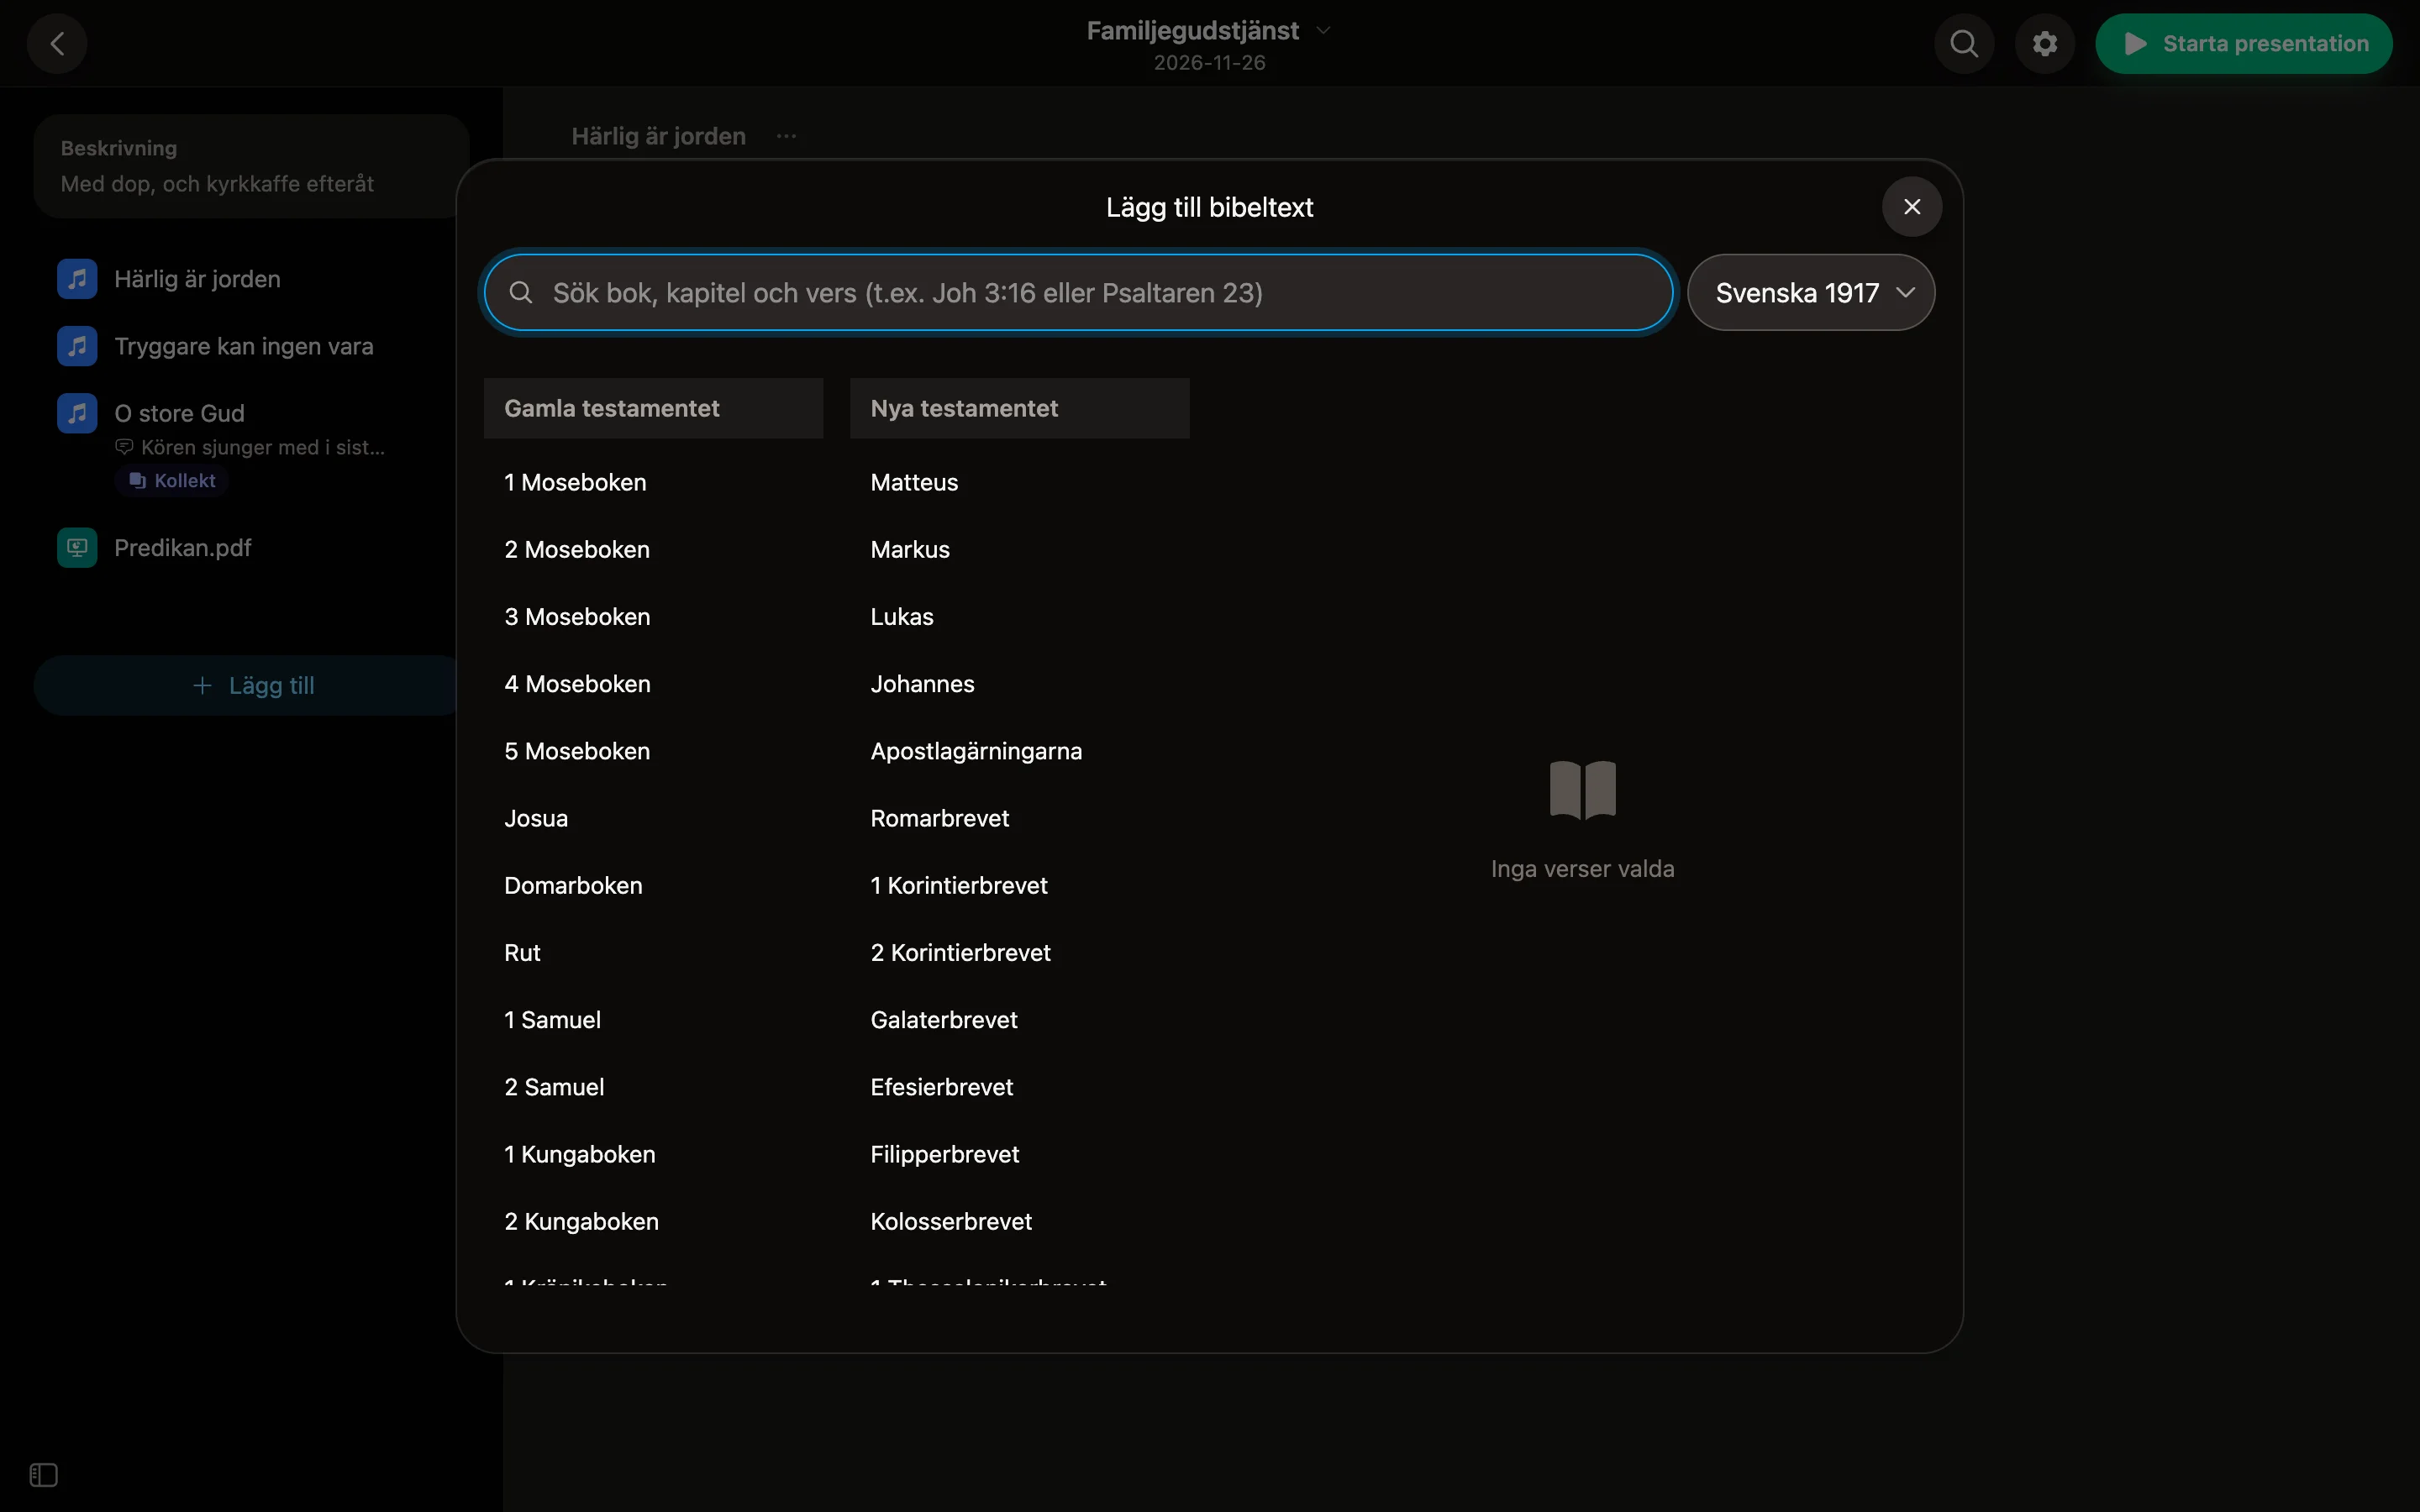 Familjegudstjänst
2026-11-26
Starta presentation
Beskrivning
Med dop, och kyrkkaffe efteråt
Härlig är jorden
Tryggare kan ingen vara
O store Gud
Kören sjunger med i sist...
Kollekt
Predikan.pdf
Lägg till
Härlig är jorden
Lägg till bibeltext
Sök bok, kapitel och vers (t.ex. Joh 3:16 eller Psaltaren 23)
Svenska 1917
Gamla testamentet
1 Moseboken
2 Moseboken
3 Moseboken
4 Moseboken
5 Moseboken
Josua
Domarboken
Rut
1 Samuel
2 Samuel
1 Kungaboken
2 Kungaboken
Nya testamentet
Matteus
Markus
Lukas
Johannes
Apostlagärningarna
Romarbrevet
1 Korintierbrevet
2 Korintierbrevet
Galaterbrevet
Efesierbrevet
Filipperbrevet
Kolosserbrevet
Inga verser valda